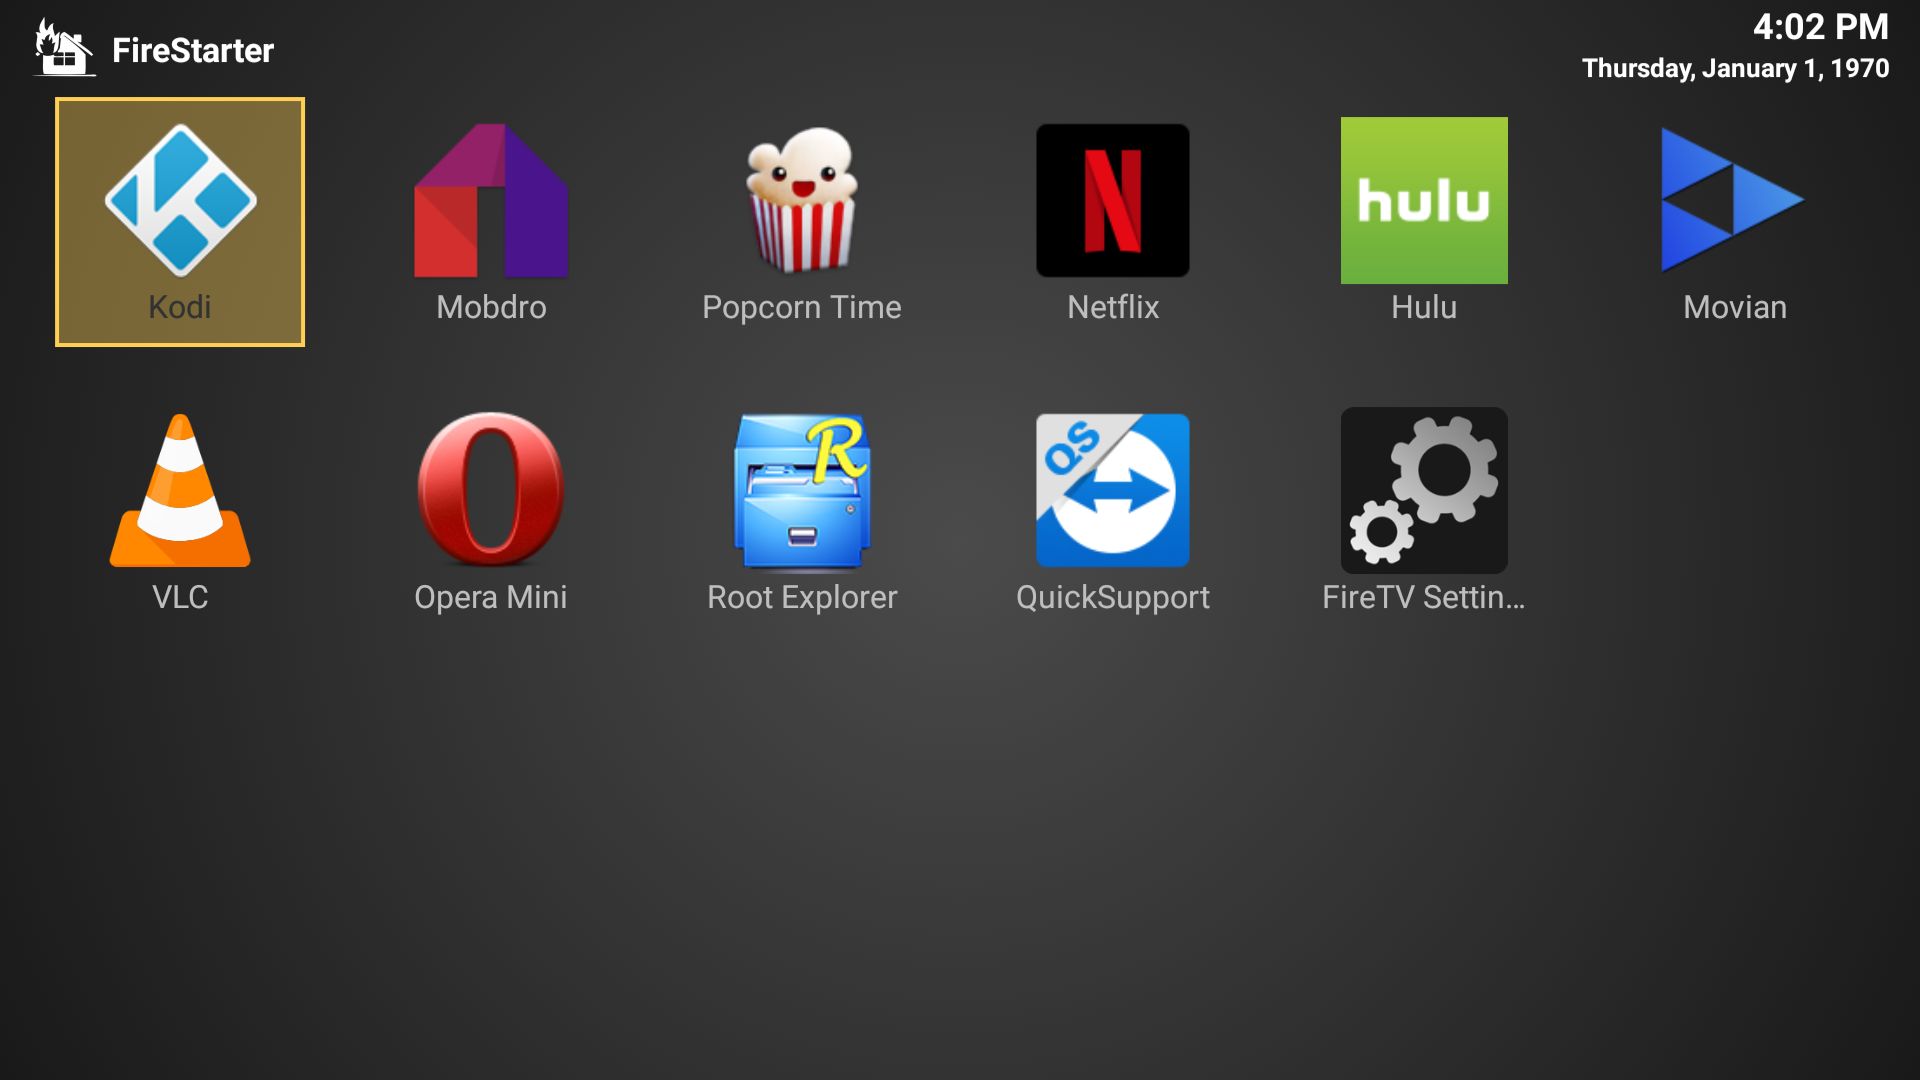 FireStarter
4:02 PM
Thursday, January 1, 1970
Kodi
Mobdro
Popcorn Time
Netflix
hulu
Hulu
Movian
VLC
Opera Mini
R
Root Explorer
QS
QuickSupport
FireTV Settin...